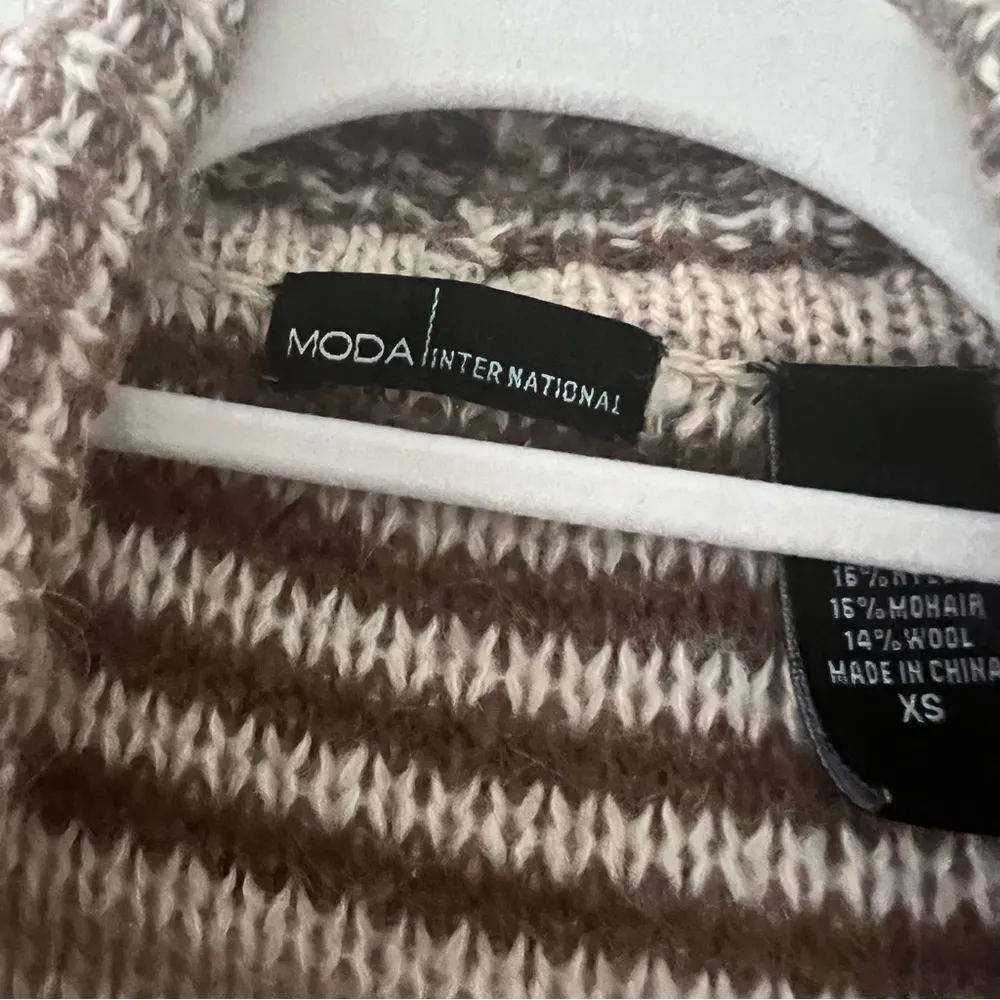 MODA INTERNATIONAL
16% MOHAIR
14% WOOL
MADE IN CHINA
XS